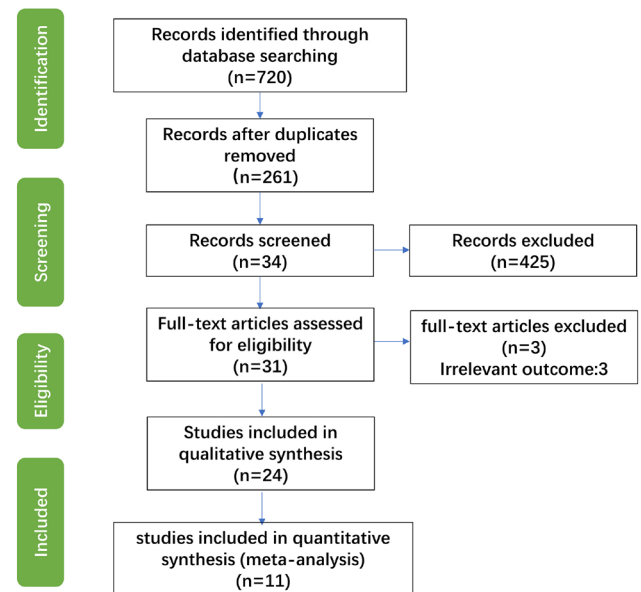 Identification
Records identified through
database searching
(n=720)
Records after duplicates
removed
(n=261)
Screening
Records screened
(n=34)
Records excluded
(n=425)
Eligibility
Full-text articles assessed
for eligibility
(n=31)
full-text articles excluded
(n=3)
Irrelevant outcome:3
Studies included in
qualitative synthesis
(n=24)
Included
studies included in quantitative
synthesis (meta-analysis)
(n=11)